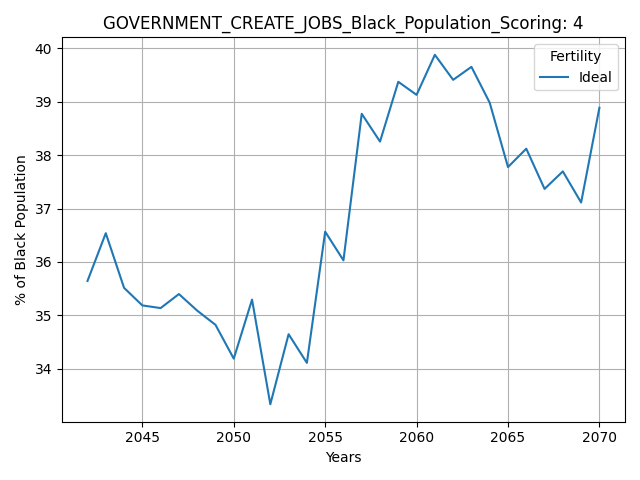 GOVERNMENT_CREATE_JOBS_Black_Population_Scoring: 4
Fertility
Ideal
40
39
38
37
36
35
34
% of Black Population
2045 2050 2055 2060 2065 2070
Years